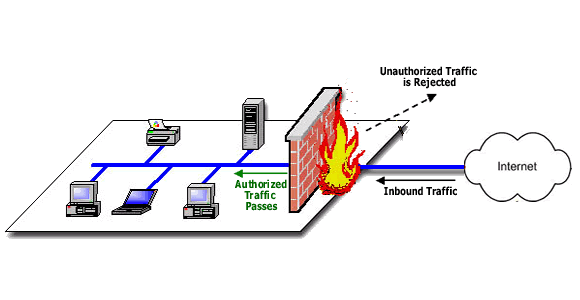 Unauthorized Traffic
is Rejected
Internet
Authorized
Traffic
Passes
Inbound Traffic